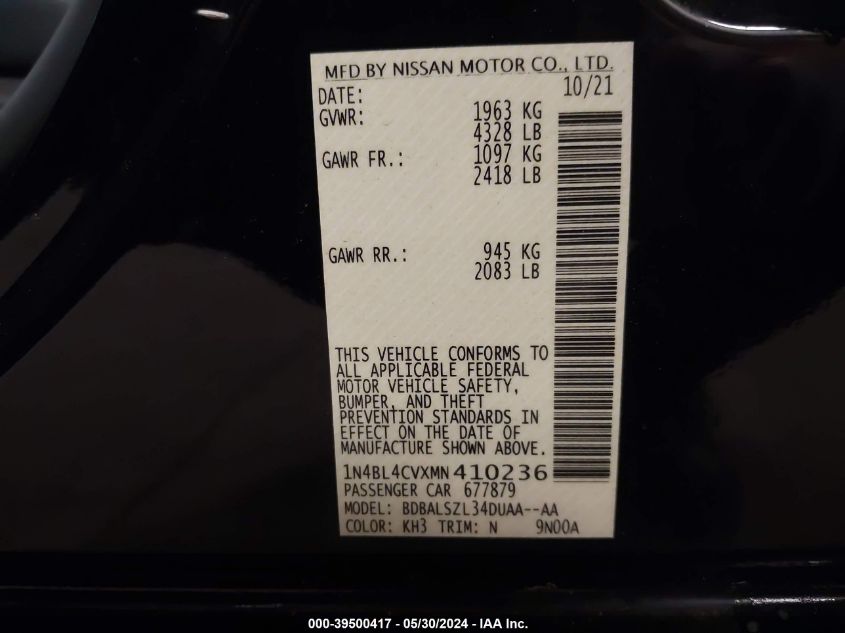 MFD BY NISSAN MOTOR CO., LTD.
DATE: 10/21
GVWR: 1963 KG
4328 LB
GAWR FR.: 1097 KG
2418 LB
GAWR RR.: 945 KG
2083 LB
THIS VEHICLE CONFORMS TO
ALL APPLICABLE FEDERAL
MOTOR VEHICLE SAFETY,
BUMPER, AND THEFT
PREVENTION STANDARDS IN
EFFECT ON THE DATE OF
MANUFACTURE SHOWN ABOVE.
1N4BL4CVXMN410236
PASSENGER CAR 677879
MODEL: BDBALSZL34DUAA--AA
COLOR: KH3 TRIM: N 9N00A
000-39500417 - 05/30/2024 - IAA Inc.